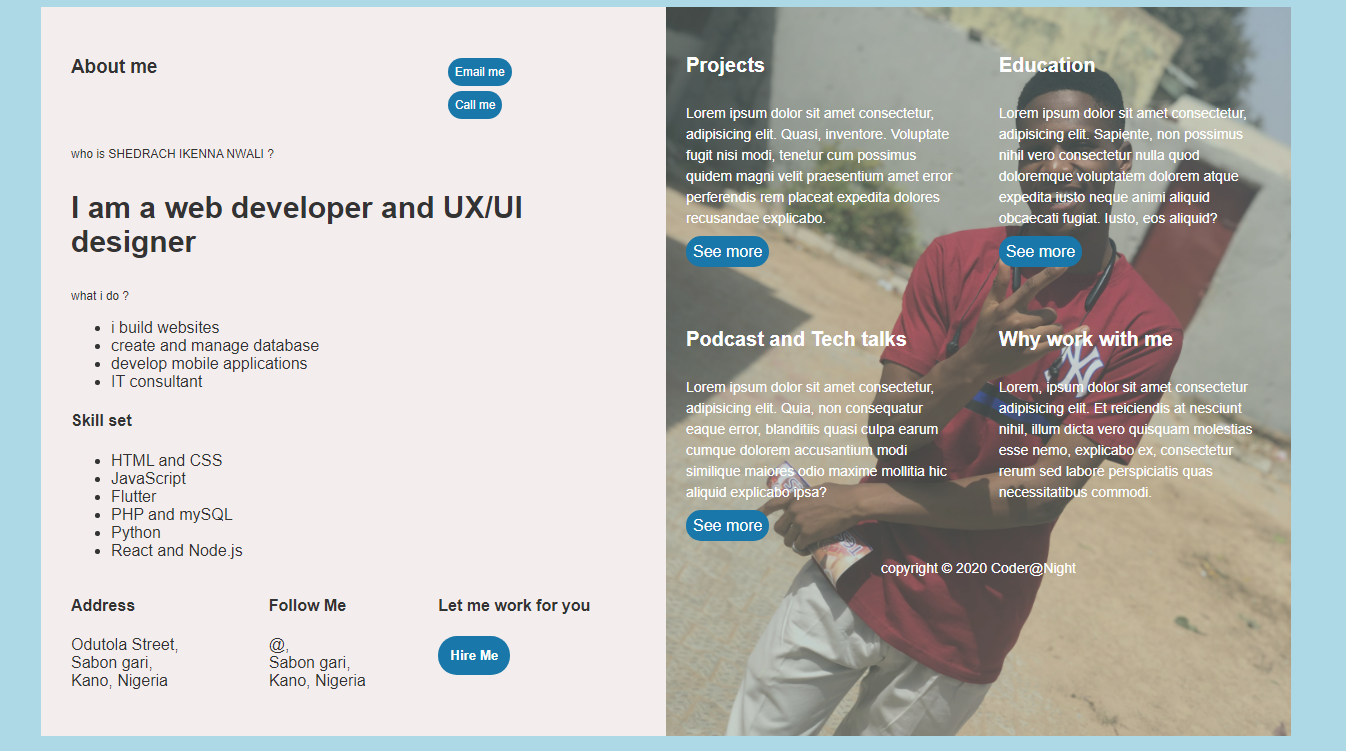 About me
Email me
Call me
who is SHEDRACH IKENNA NWALI ?
I am a web developer and UX/UI
designer
what i do ?
• i build websites
• create and manage database
• develop mobile applications
• IT consultant
Skill set
• HTML and CSS
• JavaScript
• Flutter
• PHP and mySQL
• Python
• React and Node.js
Address
Odutola Street,
Sabon gari,
Kano, Nigeria
Follow Me
@,
Sabon gari,
Kano, Nigeria
Let me work for you
Hire Me
Projects
Lorem ipsum dolor sit amet consectetur,
adipisicing elit. Quasi, inventore. Voluptate
fugit nisi modi, tenetur cum possimus
quidem magni velit praesentium amet error
perferendis rem placeat expedita dolores
recusandae explicabo.
See more
Education
Lorem ipsum dolor sit amet consectetur,
adipisicing elit. Sapiente, non possimus
nihil vero consectetur nulla quod
doloremque voluptatem dolorem atque
expedita iusto neque animi aliquid
obcaecati fugiat. Iusto, eos aliquid?
See more
Podcast and Tech talks
Lorem ipsum dolor sit amet consectetur,
adipisicing elit. Quia, non consequatur
eaque error, blanditiis quasi culpa earum
cumque dolorem accusantium modi
similique maiores odio maxime mollitia hic
aliquid explicabo ipsa?
See more
Why work with me
Lorem, ipsum dolor sit amet consectetur
adipisicing elit. Et reiciendis at nesciunt
nihil, illum dicta vero quisquam molestias
esse nemo, explicabo ex, consectetur
rerum sed labore perspiciatis quas
necessitatibus commodi.
copyright © 2020 Coder@Night